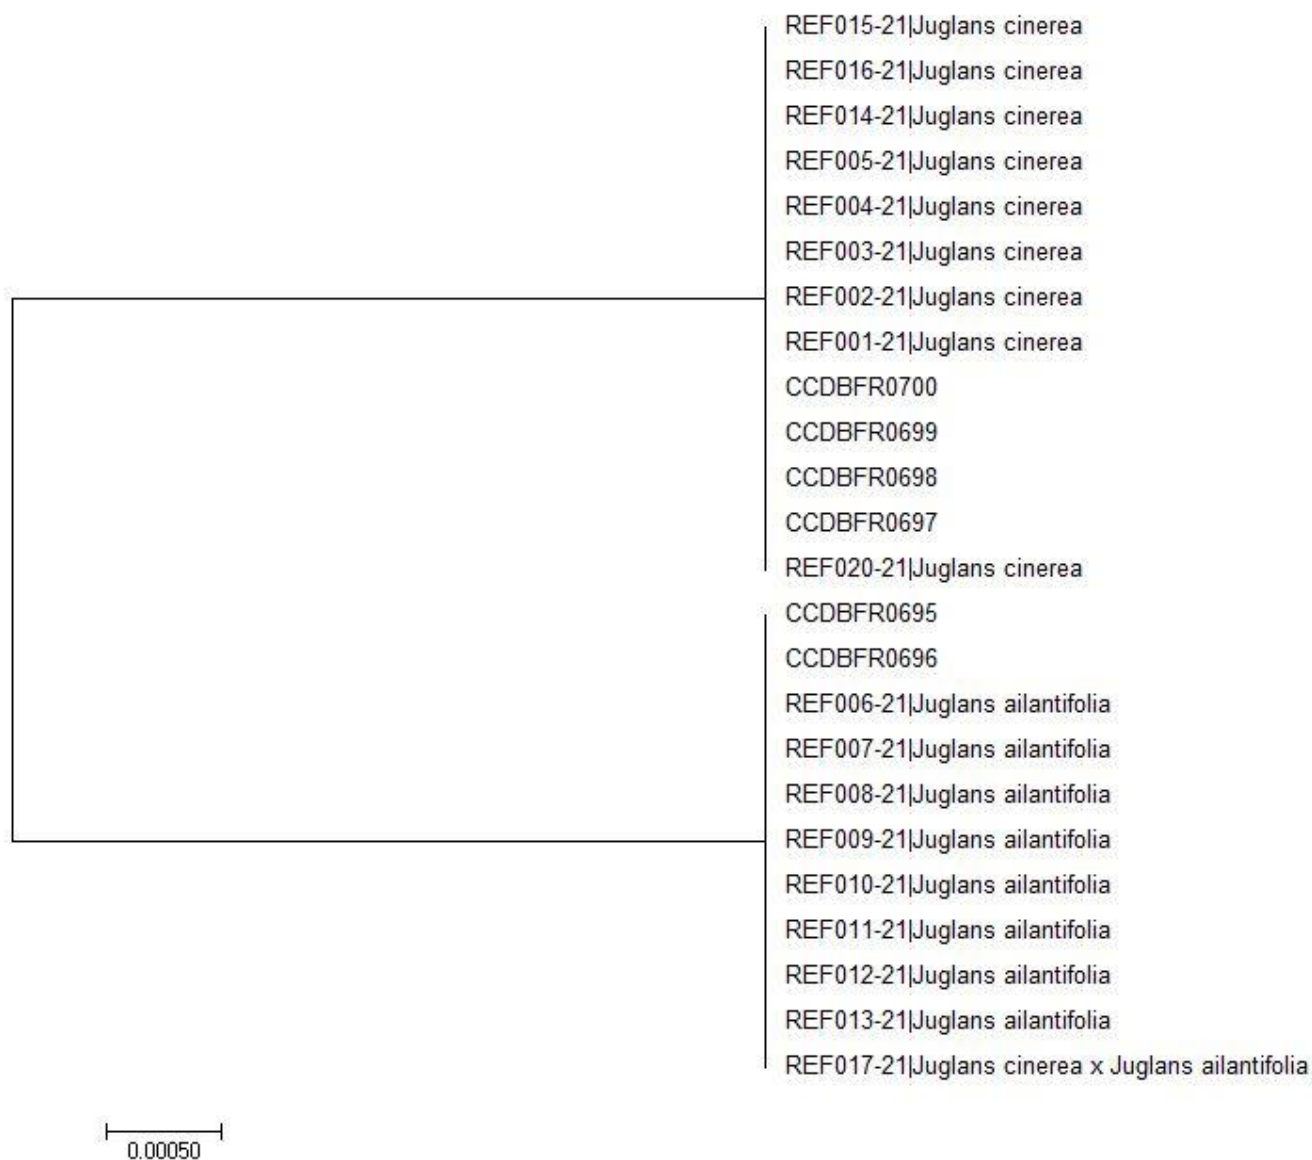 REF015-21|Juglans cinerea
REF016-21|Juglans cinerea
REF014-21|Juglans cinerea
REF005-21|Juglans cinerea
REF004-21|Juglans cinerea
REF003-21|Juglans cinerea
REF002-21|Juglans cinerea
REF001-21|Juglans cinerea
CCDBFR0700
CCDBFR0699
CCDBFR0698
CCDBFR0697
REF020-21|Juglans cinerea
CCDBFR0695
CCDBFR0696
REF006-21|Juglans ailantifolia
REF007-21|Juglans ailantifolia
REF008-21|Juglans ailantifolia
REF009-21|Juglans ailantifolia
REF010-21|Juglans ailantifolia
REF011-21|Juglans ailantifolia
REF012-21|Juglans ailantifolia
REF013-21|Juglans ailantifolia
REF017-21|Juglans cinerea x Juglans ailantifolia
0.00050